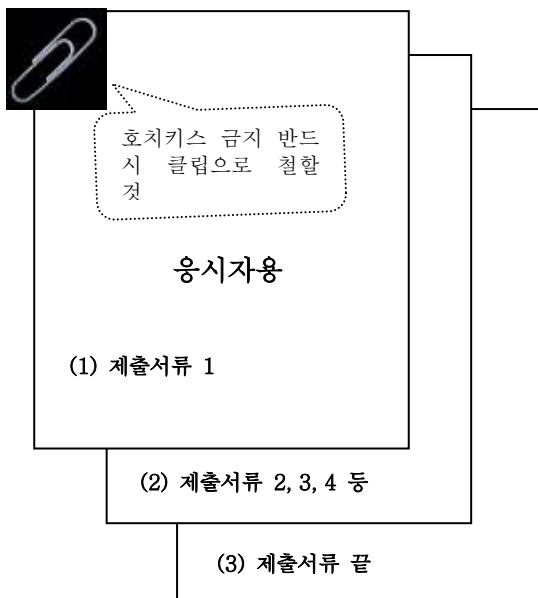 호치키스 금지 반드
시 클립으로 철할
것
응시자용
(1) 제출서류 1
(2) 제출서류 2, 3, 4 등
(3) 제출서류 끝